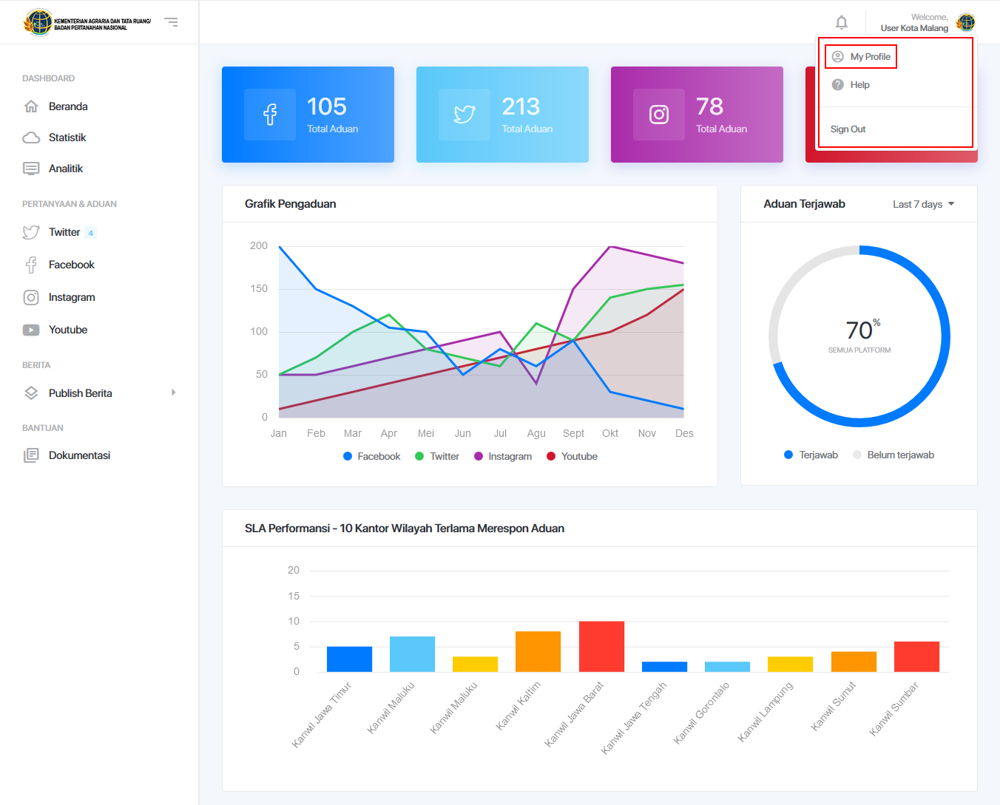 KEMENTERIAN AGRARIA DAN TATA RUANG/
BADAN PERTANAHAN NASIONAL
Welcome,
User Kota Malang
My Profile
Help
Sign Out
DASHBOARD
Beranda
Statistik
Analitik
PERTANYAAN & ADUAN
Twitter 4
Facebook
Instagram
Youtube
BERITA
Publish Berita
BANTUAN
Dokumentasi
105
Total Aduan
213
Total Aduan
78
Total Aduan
Grafik Pengaduan
200
150
100
50
0
Jan Feb Mar Apr Mei Jun Jul Agu Sept Okt Nov Des
Facebook Twitter Instagram Youtube
Aduan Terjawab Last 7 days
70%
SEMUA PLATFORM
Terjawab Belum terjawab
SLA Performansi - 10 Kantor Wilayah Terlama Merespon Aduan
20
15
10
5
0
Kanwil Jawa Timur
Kanwil Maluku
Kanwil Maluku
Kanwil Kaltim
Kanwil Jawa Barat
Kanwil Jawa Tengah
Kanwil Gorontalo
Kanwil Lampung
Kanwil Sumut
Kanwil Sumbar